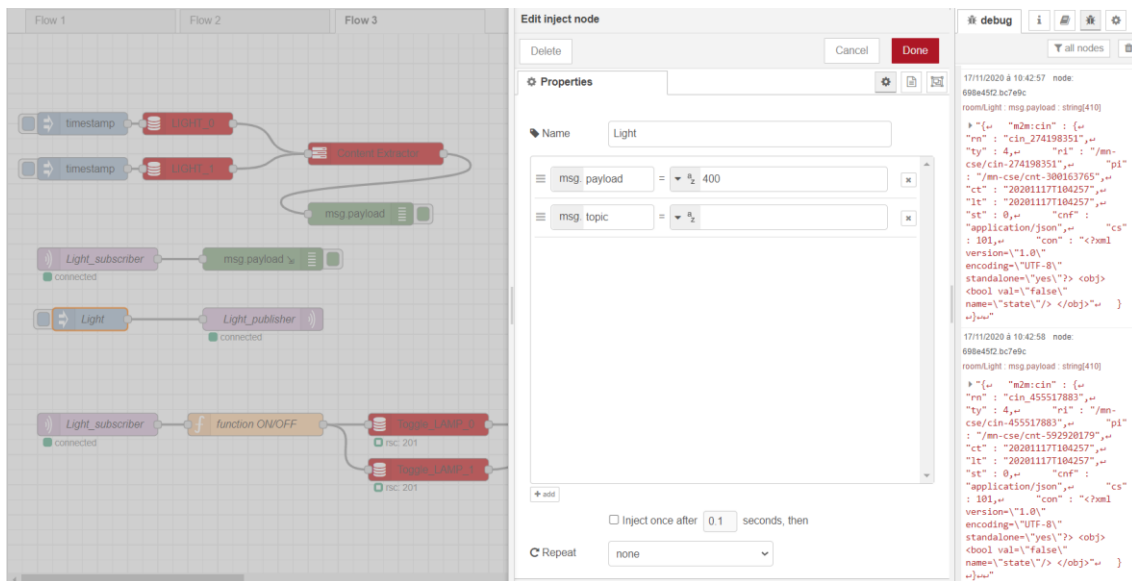 Flow 1
Flow 2
Flow 3
timestamp
LIGHT_0
timestamp
LIGHT_1
Content Extractor
msg.payload
Light_subscriber
connected
msg.payload
Light
Light_publisher
connected
Light_subscriber
connected
function ON/OFF
Toggle_LAMP_0
rsc: 201
Toggle_LAMP_1
rsc: 201
Edit inject node
Delete
Cancel
Done
Properties
Name
Light
msg. payload = a z 400
msg. topic = a z
+ add
Inject once after 0.1 seconds, then
Repeat
none
debug
i
all nodes
17/11/2020 à 10:42:57 node:
698e45f2.bc7e9c
room/Light : msg.payload : string[410]
"{↵ "m2m:cin" : {↵
"rn" : "cin_274198351",↵
"ty" : 4,↵ "ri" : "/mn-
cse/cin-274198351",↵ "pi"
: "/mn-cse/cnt-300163765",↵
"ct" : "20201117T104257",↵
"lt" : "20201117T104257",↵
"st" : 0,↵ "cnf" :
"application/json",↵ "cs"
: 101,↵ "con" : "<?xml
version=\"1.0\"
encoding=\"UTF-8\"
standalone=\"yes\"?> <obj>
<bool val=\"false\"
name=\"state\"/> </obj>"↵ }
↵}↵↵"
17/11/2020 à 10:42:58 node:
698e45f2.bc7e9c
room/Light : msg.payload : string[410]
"{↵ "m2m:cin" : {↵
"rn" : "cin_455517883",↵
"ty" : 4,↵ "ri" : "/mn-
cse/cin-455517883",↵ "pi"
: "/mn-cse/cnt-592920179",↵
"ct" : "20201117T104257",↵
"lt" : "20201117T104257",↵
"st" : 0,↵ "cnf" :
"application/json",↵ "cs"
: 101,↵ "con" : "<?xml
version=\"1.0\"
encoding=\"UTF-8\"
standalone=\"yes\"?> <obj>
<bool val=\"false\"
name=\"state\"/> </obj>"↵ }
↵}↵↵"